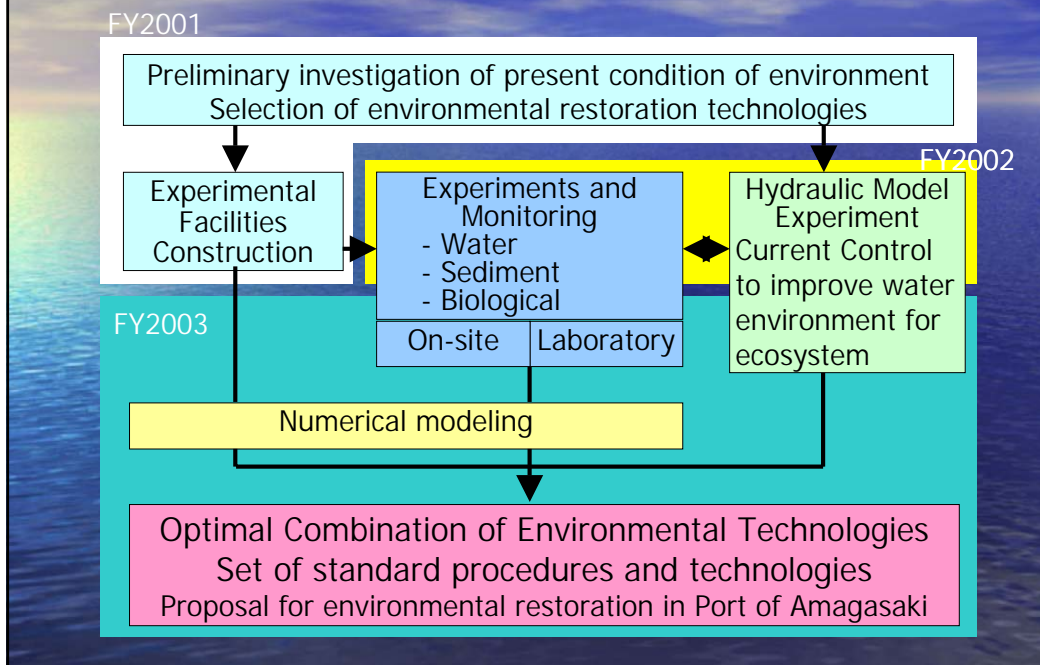 FY2001
Preliminary investigation of present condition of environment
Selection of environmental restoration technologies
FY2002
Experimental
Facilities
Construction
Experiments and
Monitoring
- Water
- Sediment
- Biological
On-site
Laboratory
Hydraulic Model
Experiment
Current Control
to improve water
environment for
ecosystem
FY2003
Numerical modeling
Optimal Combination of Environmental Technologies
Set of standard procedures and technologies
Proposal for environmental restoration in Port of Amagasaki